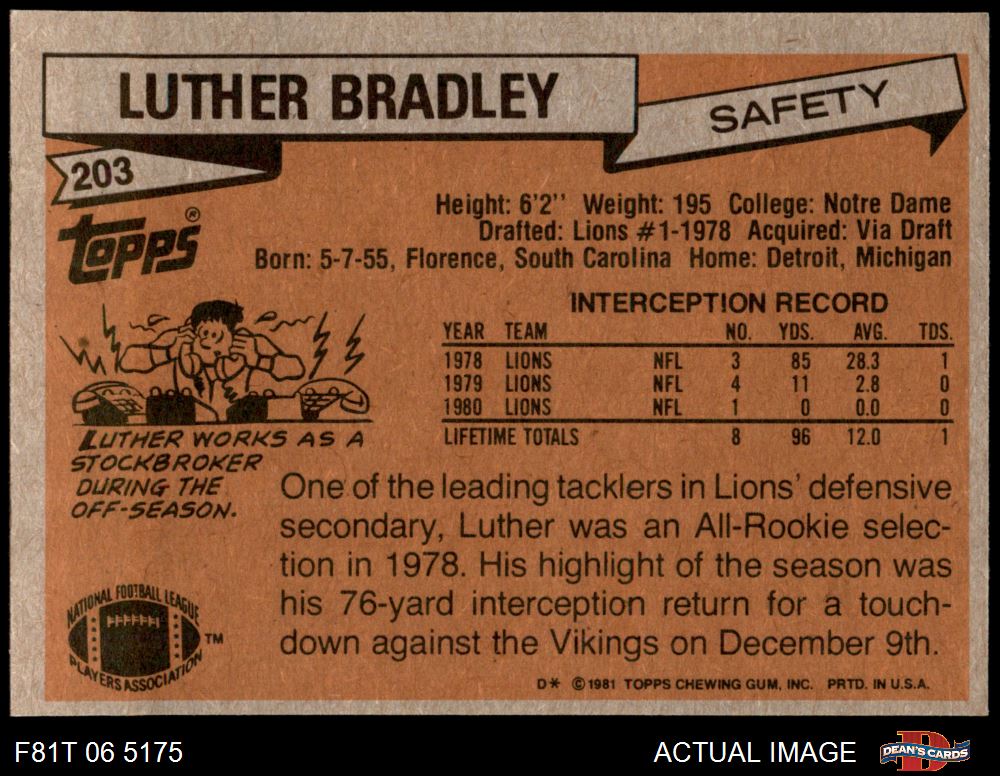 LUTHER BRADLEY
SAFETY
203
TOPPS®
Height: 6'2'' Weight: 195 College: Notre Dame
Drafted: Lions #1-1978 Acquired: Via Draft
Born: 5-7-55, Florence, South Carolina Home: Detroit, Michigan
INTERCEPTION RECORD
YEAR TEAM NO. YDS. AVG. TDS.
1978 LIONS NFL 3 85 28.3 1
1979 LIONS NFL 4 11 2.8 0
1980 LIONS NFL 1 0 0.0 0
LIFETIME TOTALS 8 96 12.0 1
LUTHER WORKS AS A
STOCKBROKER
DURING THE
OFF-SEASON.
One of the leading tacklers in Lions' defensive
secondary, Luther was an All-Rookie selec-
tion in 1978. His highlight of the season was
his 76-yard interception return for a touch-
down against the Vikings on December 9th.
NATIONAL FOOTBALL LEAGUE
PLAYERS ASSOCIATION
TM
D* ©1981 TOPPS CHEWING GUM, INC. PRTD. IN U.S.A.
F81T 06 5175
ACTUAL IMAGE
D
DEAN'S CARDS